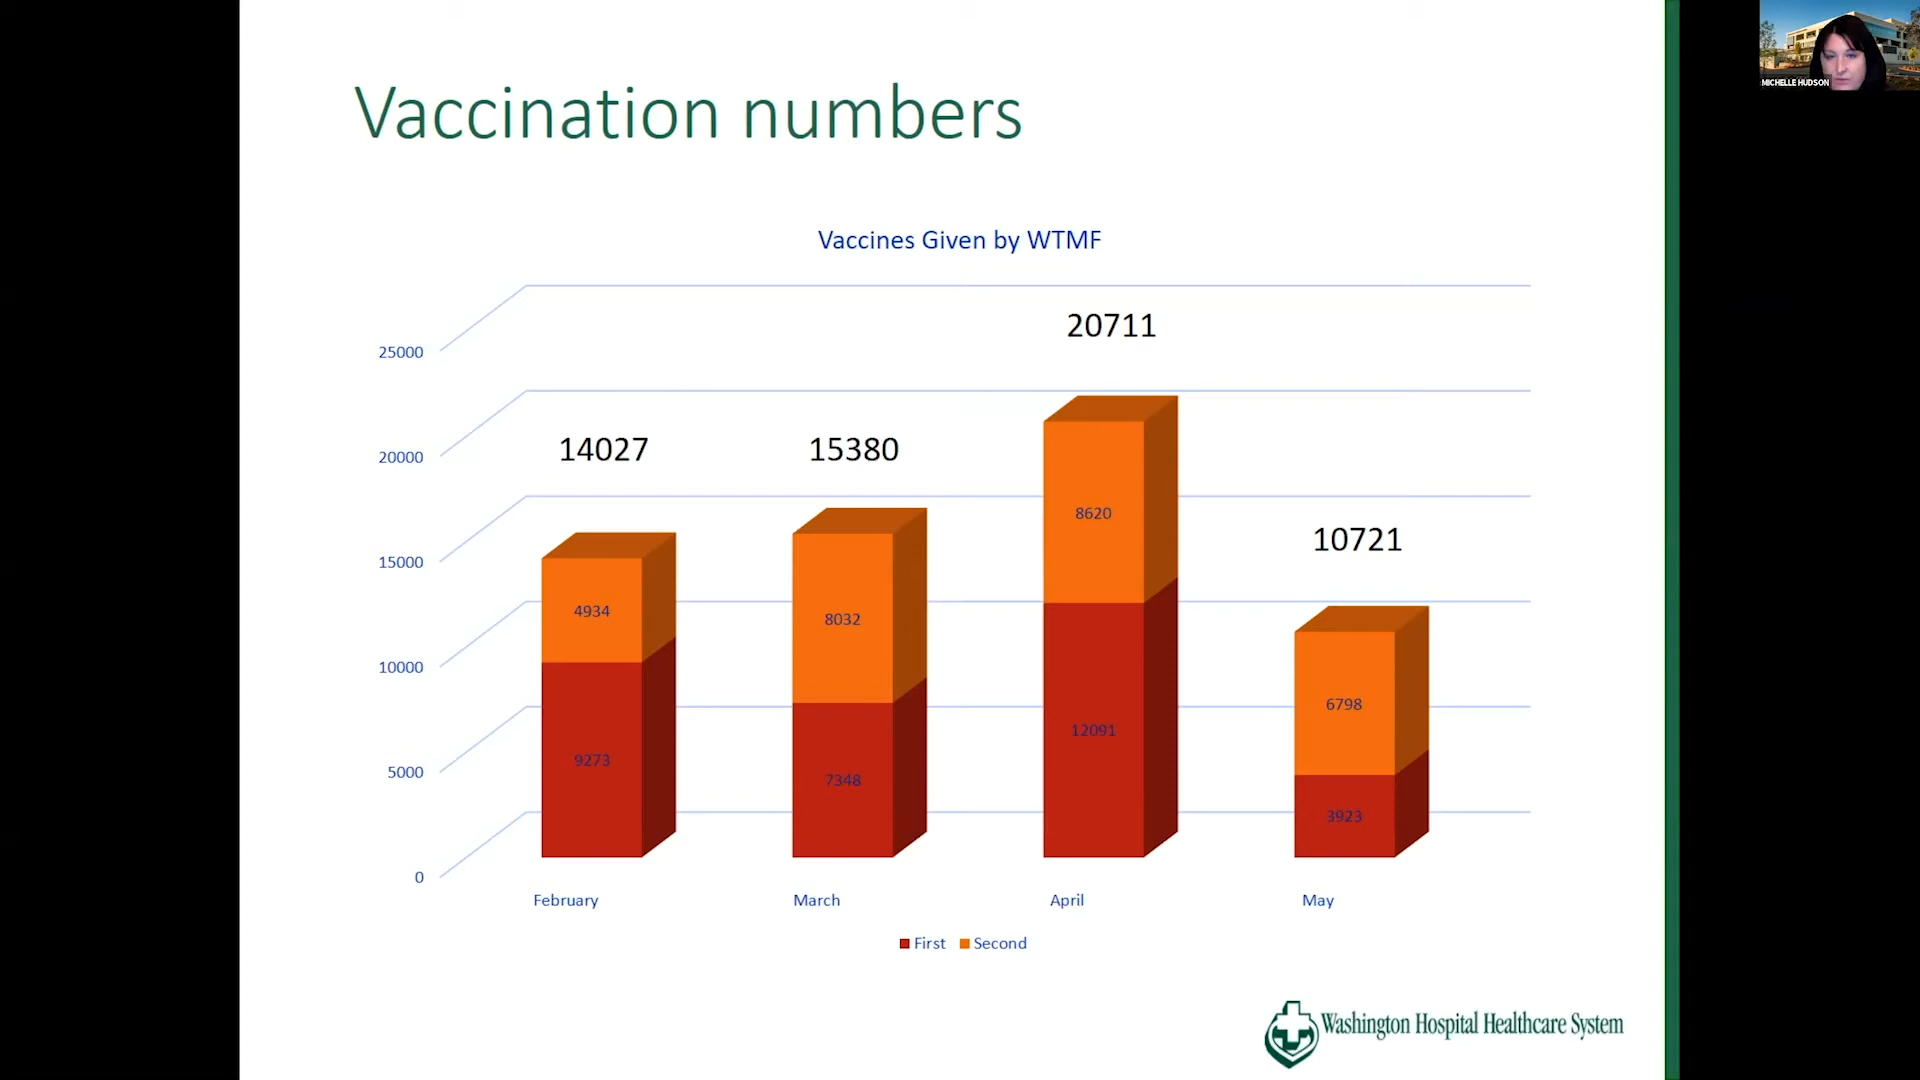 MICHELLE HUDSON
Vaccination numbers
Vaccines Given by WTMF
25000
20000
15000
10000
5000
0
14027
15380
20711
10721
4934
9273
8032
7348
8620
12091
6798
3923
February
March
April
May
First
Second
Washington Hospital Healthcare System